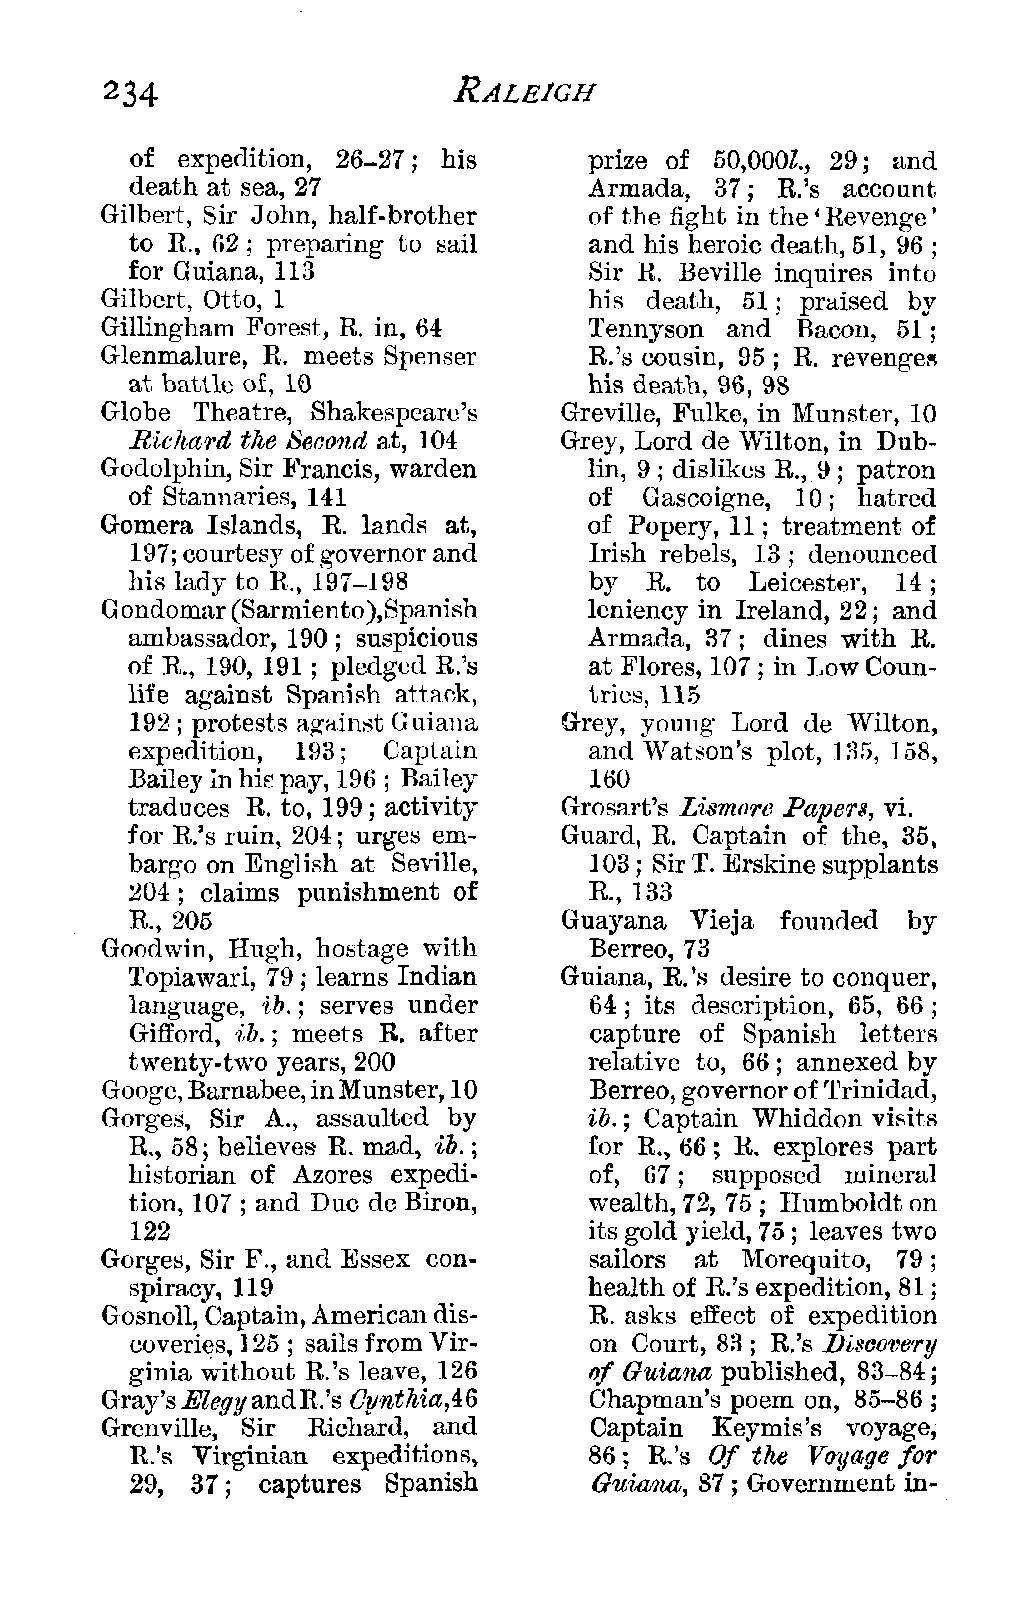 234 RALEIGH
of expedition, 26–27; his
death at sea, 27
Gilbert, Sir John, half-brother
to R., 62; preparing to sail
for Guiana, 113
Gilbert, Otto, 1
Gillingham Forest, R. in, 64
Glenmalure, R. meets Spenser
at battle of, 10
Globe Theatre, Shakespeare's
Richard the Second at, 104
Godolphin, Sir Francis, warden
of Stannaries, 141
Gomera Islands, R. lands at,
197; courtesy of governor and
his lady to R., 197–198
Gondomar (Sarmiento), Spanish
ambassador, 190; suspicious
of R., 190, 191; pledged R.'s
life against Spanish attack,
192; protests against Guiana
expedition, 193; Captain
Bailey in his pay, 196; Bailey
traduces R. to, 199; activity
for R.'s ruin, 204; urges em-
bargo on English at Seville,
204; claims punishment of
R., 205
Goodwin, Hugh, hostage with
Topiawari, 79; learns Indian
language, ib.; serves under
Gifford, ib.; meets R. after
twenty-two years, 200
Googe, Barnabee, in Munster, 10
Gorges, Sir A., assaulted by
R., 58; believes R. mad, ib.;
historian of Azores expedi-
tion, 107; and Duc de Biron,
122
Gorges, Sir F., and Essex con-
spiracy, 119
Gosnoll, Captain, American dis-
coveries, 125; sails from Vir-
ginia without R.'s leave, 126
Gray's Elegy and R.'s Cynthia, 46
Grenville, Sir Richard, and
R.'s Virginian expeditions,
29, 37; captures Spanish
prize of 50,000l., 29; and
Armada, 37; R.'s account
of the fight in the 'Revenge'
and his heroic death, 51, 96;
Sir R. Beville inquires into
his death, 51; praised by
Tennyson and Bacon, 51;
R.'s cousin, 95; R. revenges
his death, 96, 98
Greville, Fulke, in Munster, 10
Grey, Lord de Wilton, in Dub-
lin, 9; dislikes R., 9; patron
of Gascoigne, 10; hatred
of Popery, 11; treatment of
Irish rebels, 13; denounced
by R. to Leicester, 14;
leniency in Ireland, 22; and
Armada, 37; dines with R.
at Flores, 107; in Low Coun-
tries, 115
Grey, young Lord de Wilton,
and Watson's plot, 135, 158,
160
Grosart's Lismore Papers, vi.
Guard, R. Captain of the, 35,
103; Sir T. Erskine supplants
R., 133
Guayana Vieja founded by
Berreo, 73
Guiana, R.'s desire to conquer,
64; its description, 65, 66;
capture of Spanish letters
relative to, 66; annexed by
Berreo, governor of Trinidad,
ib.; Captain Whiddon visits
for R., 66; R. explores part
of, 67; supposed mineral
wealth, 72, 75; Humboldt on
its gold yield, 75; leaves two
sailors at Morequito, 79;
health of R.'s expedition, 81;
R. asks effect of expedition
on Court, 83; R.'s Discovery
of Guiana published, 83–84;
Chapman's poem on, 85–86;
Captain Keymis's voyage,
86; R.'s Of the Voyage for
Guiana, 87; Government in-